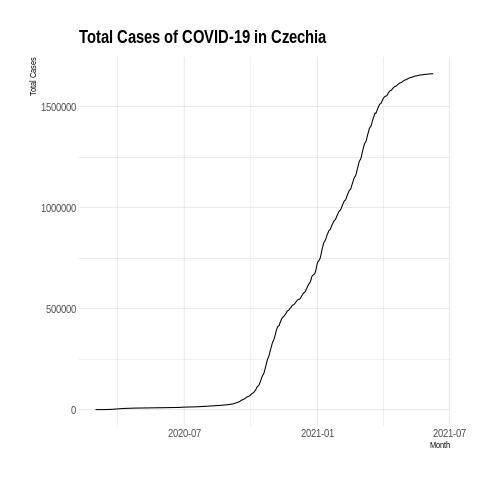 Total Cases of COVID-19 in Czechia
Total Cases
1500000
1000000
500000
0
2020-07
2021-01
2021-07
Month